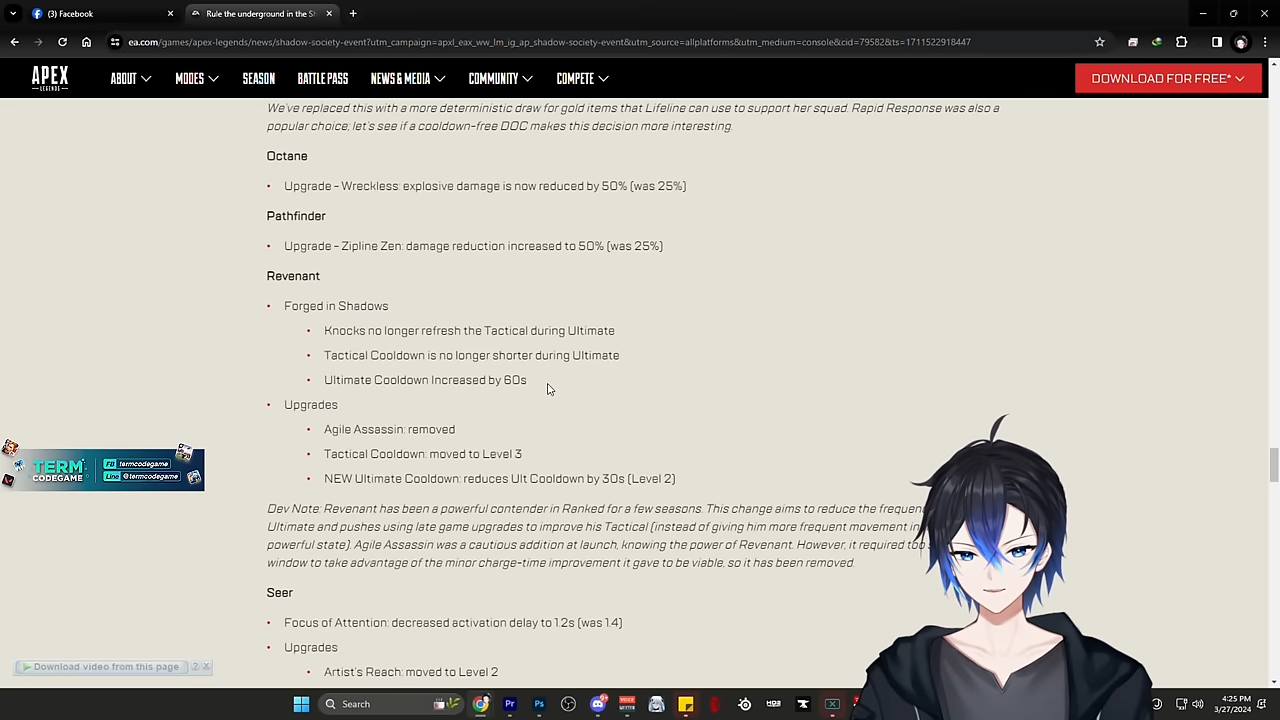 (3) Facebook
Rule the underground in the Sh
ea.com/games/apex-legends/news/shadow-society-event?utm_campaign=apxl_eax_ww_lm_ig_ap_shadow-society-event&utm_source=allplatforms&utm_medium=console&cid=79582&ts=1711522918447
APEX
LEGENDS
ABOUT MODES SEASON BATTLE PASS NEWS & MEDIA COMMUNITY COMPETE
DOWNLOAD FOR FREE*
We've replaced this with a more deterministic draw for gold items that Lifeline can use to support her squad. Rapid Response was also a
popular choice; let's see if a cooldown-free DOC makes this decision more interesting.
Octane
• Upgrade - Wreckless: explosive damage is now reduced by 50% (was 25%)
Pathfinder
• Upgrade - Zipline Zen: damage reduction increased to 50% (was 25%)
Revenant
• Forged in Shadows
• Knocks no longer refresh the Tactical during Ultimate
• Tactical Cooldown is no longer shorter during Ultimate
• Ultimate Cooldown Increased by 60s
• Upgrades
• Agile Assassin: removed
• Tactical Cooldown: moved to Level 3
• NEW Ultimate Cooldown: reduces Ult Cooldown by 30s (Level 2)
TERM
CODEGAME
FB termcodegame
Line @termcodegame
Dev Note: Revenant has been a powerful contender in Ranked for a few seasons. This change aims to reduce the frequen
Ultimate and pushes using late game upgrades to improve his Tactical (instead of giving him more frequent movement in
powerful state). Agile Assassin was a cautious addition at launch, knowing the power of Revenant. However, it required too
window to take advantage of the minor charge-time improvement it gave to be viable, so it has been removed.
Seer
• Focus of Attention: decreased activation delay to 1.2s (was 1.4)
• Upgrades
• Artist's Reach: moved to Level 2
Download video from this page ? X
Search
Pr
Ps
4:25 PM
3/27/2024